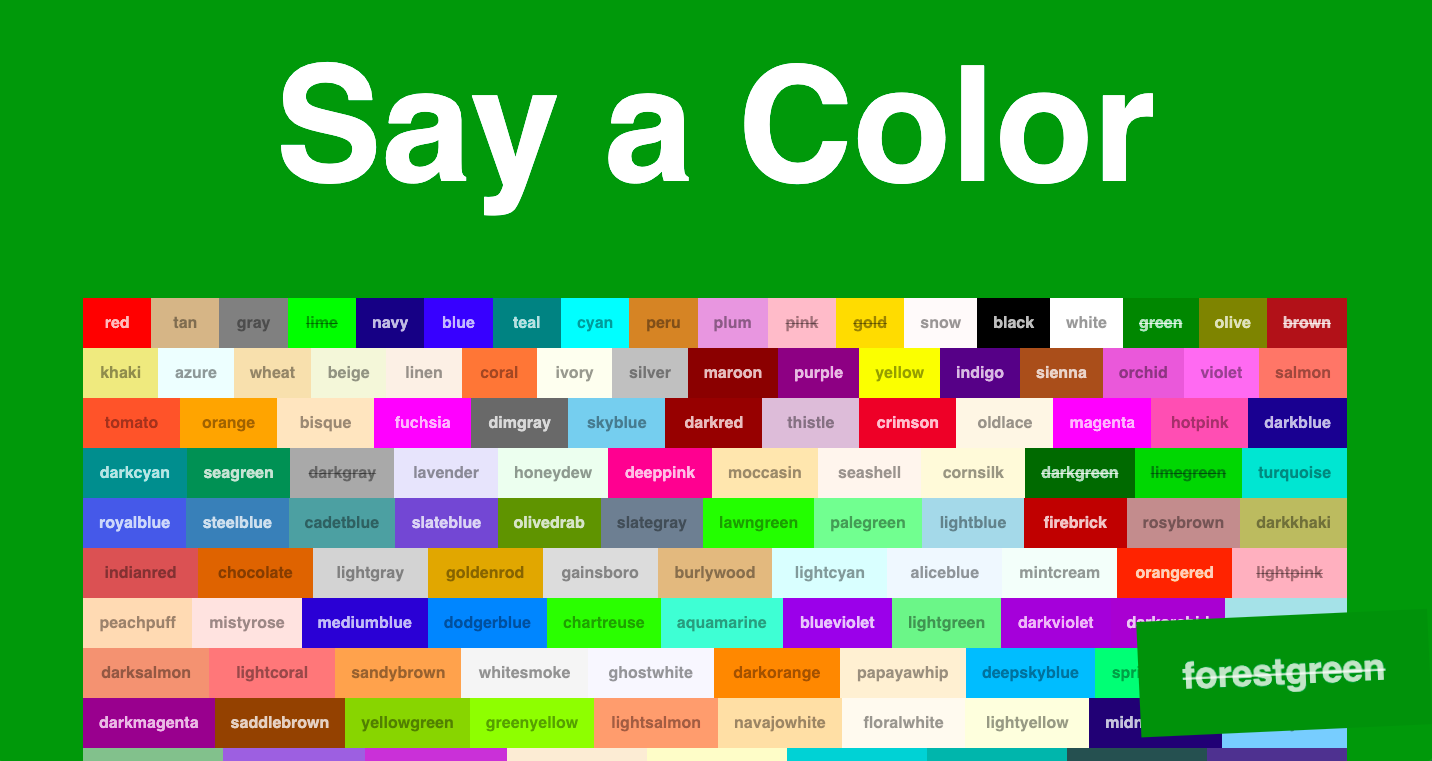 Say a Color
red tan gray lime navy blue teal cyan peru plum pink gold snow black white green olive brown
khaki azure wheat beige linen coral ivory silver maroon purple yellow indigo sienna orchid violet salmon
tomato orange bisque fuchsia dimgray skyblue darkred thistle crimson oldlace magenta hotpink darkblue
darkcyan seagreen darkgray lavender honeydew deeppink moccasin seashell cornsilk darkgreen limegreen turquoise
royalblue steelblue cadetblue slateblue olivedrab slategray lawngreen palegreen lightblue firebrick rosybrown darkkhaki
indianred chocolate lightgray goldenrod gainsboro burlywood lightcyan aliceblue mintcream orangered lightpink
peachpuff mistyrose mediumblue dodgerblue chartreuse aquamarine blueviolet lightgreen darkviolet
darksalmon lightcoral sandybrown whitesmoke ghostwhite darkorange papayawhip deepskyblue
forestgreen
darkmagenta saddlebrown yellowgreen greenyellow lightsalmon navajowhite floralwhite lightyellow